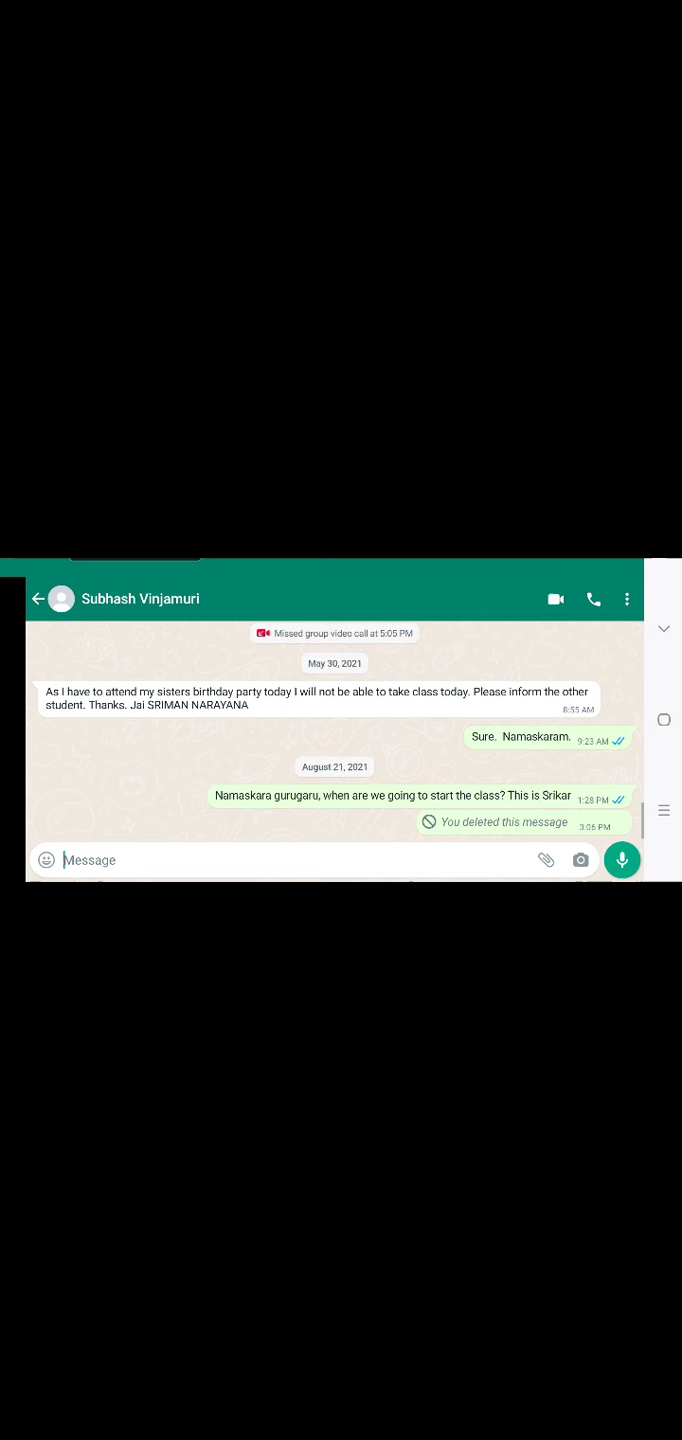 Subhash Vinjamuri
Missed group video call at 5:05 PM
May 30, 2021
As I have to attend my sisters birthday party today I will not be able to take class today. Please inform the other
student. Thanks. Jai SRIMAN NARAYANA
8:55 AM
Sure.  Namaskaram. 9:23 AM
August 21, 2021
Namaskara gurugaru, when are we going to start the class? This is Srikar 1:28 PM
You deleted this message 3:06 PM
Message